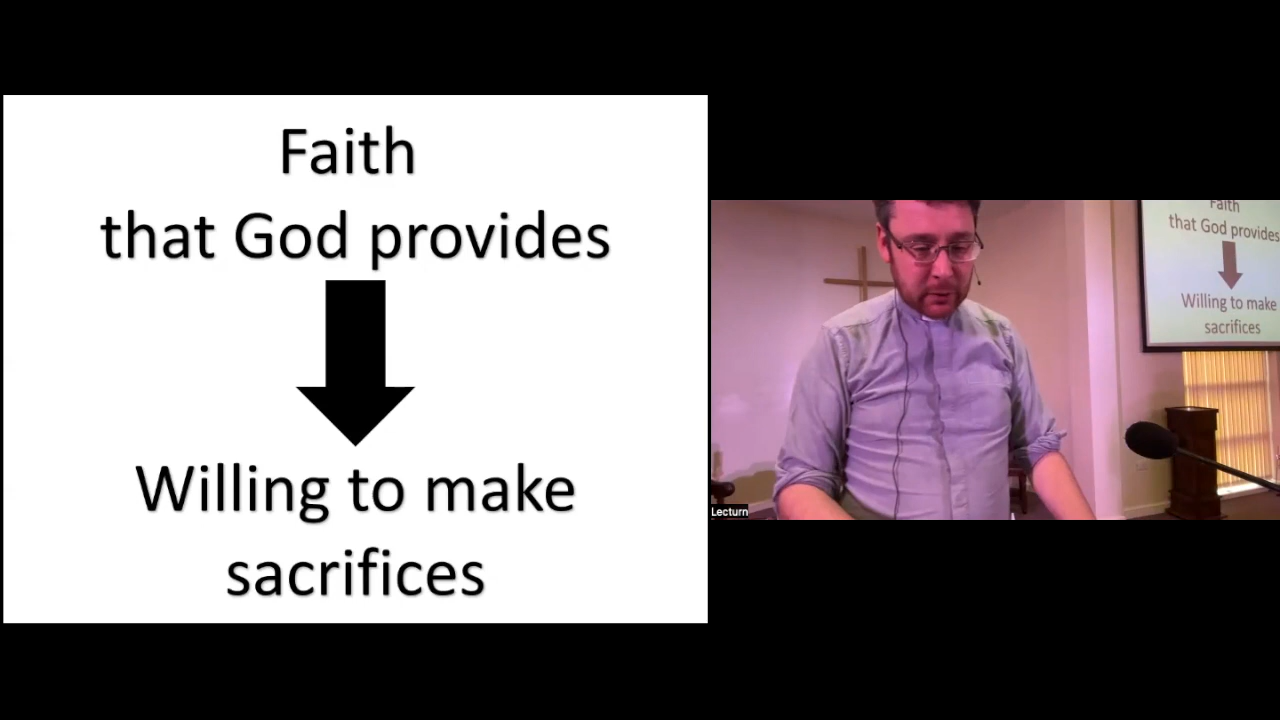 Faith
that God provides
Willing to make
sacrifices
Faith
that God provides
Willing to make
sacrifices
Lecturn